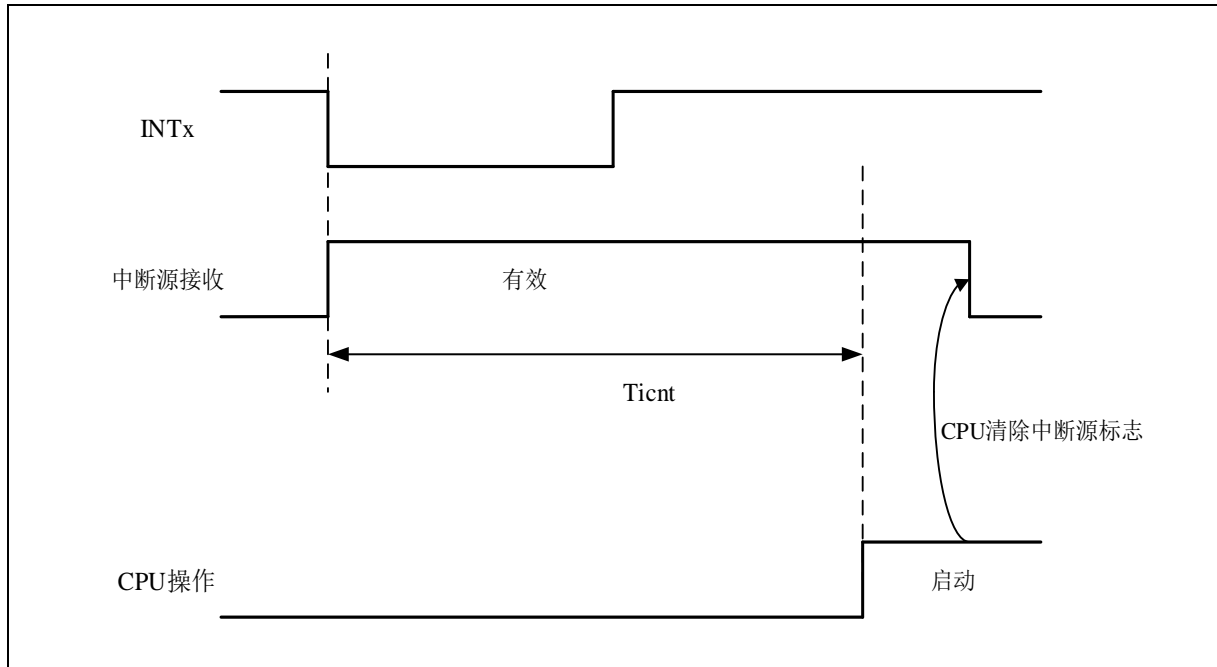 INTx
中断源接收
有效
Ticnt
CPU清除中断源标志
CPU操作
启动